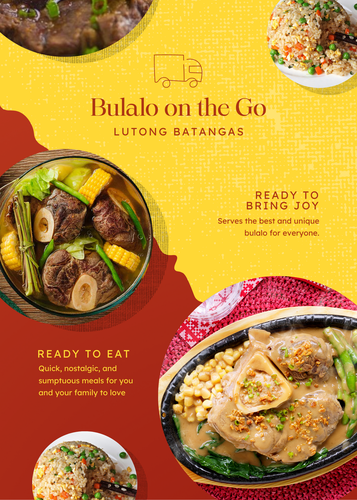 Bulalo on the Go
LUTONG BATANGAS
READY TO
BRING JOY
Serves the best and unique
bulalo for everyone.
READY TO EAT
Quick, nostalgic, and
sumptuous meals for you
and your family to love